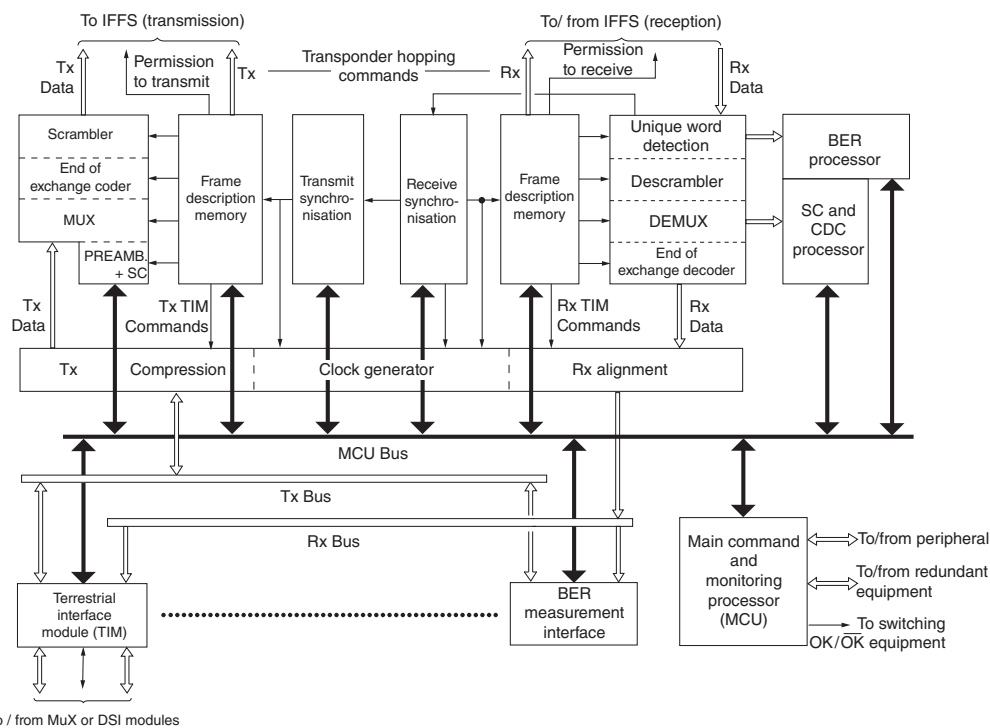 To IFFS (transmission)
To/ from IFFS (reception)
Tx
Data
Permission
to transmit
Tx
Transponder hopping
commands
Rx
Permission
to receive
Rx
Data
Scrambler
End of
exchange coder
MUX
PREAMB.
+ SC
Frame
description
memory
Transmit
synchro-
nisation
Receive
synchro-
nisation
Frame
description
memory
Unique word
detection
Descrambler
DEMUX
End of
exchange decoder
BER
processor
SC and
CDC
processor
Tx
Data
Tx TIM
Commands
Rx TIM
Commands
Rx
Data
Tx
Compression
Clock generator
Rx alignment
MCU Bus
Tx Bus
Rx Bus
Terrestrial
interface
module (TIM)
BER
measurement
interface
Main command
and
monitoring
processor
(MCU)
To/from peripheral
To/from redundant
equipment
To switching
OK/O̅K̅ equipment
o / from MuX or DSI modules